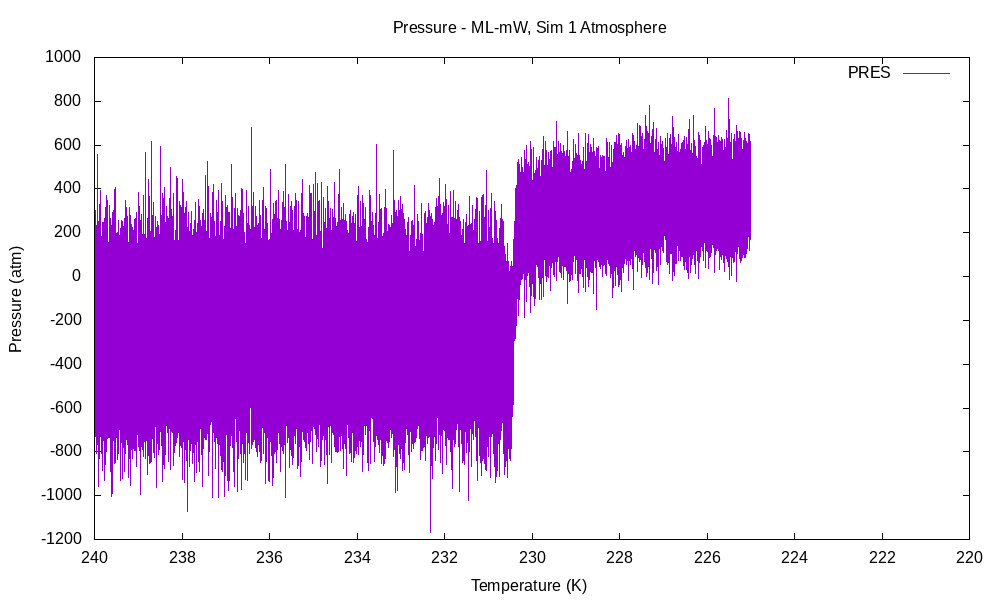 Pressure - ML-mW, Sim 1 Atmosphere
PRES
1000
800
600
400
200
0
-200
-400
-600
-800
-1000
-1200
Pressure (atm)
240 238 236 234 232 230 228 226 224 222 220
Temperature (K)